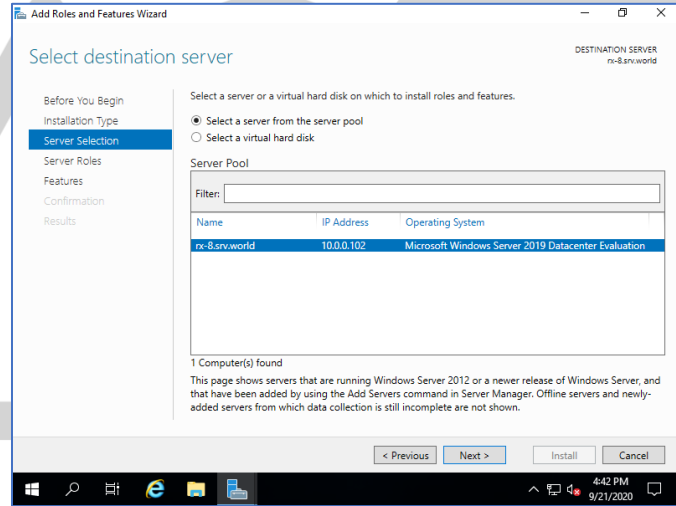 Add Roles and Features Wizard
Select destination server
DESTINATION SERVER
rx-8.srv.world
Before You Begin
Installation Type
Server Selection
Server Roles
Features
Confirmation
Results
Select a server or a virtual hard disk on which to install roles and features.
Select a server from the server pool
Select a virtual hard disk
Server Pool
Filter:
Name IP Address Operating System
rx-8.srv.world 10.0.0.102 Microsoft Windows Server 2019 Datacenter Evaluation
1 Computer(s) found
This page shows servers that are running Windows Server 2012 or a newer release of Windows Server, and
that have been added by using the Add Servers command in Server Manager. Offline servers and newly-
added servers from which data collection is still incomplete are not shown.
< Previous Next > Install Cancel
4:42 PM
9/21/2020